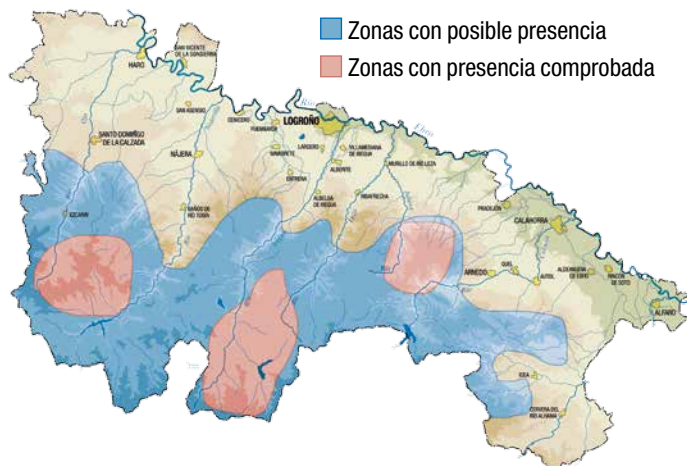 Zonas con posible presencia
Zonas con presencia comprobada
SAN VICENTE
DE LA SONSIERRA
HARO
SAN ASENSIO
CENICERO
FUENMAYOR
LOGROÑO
Río
Ebro
SANTO DOMINGO
DE LA CALZADA
NÁJERA
NAVARRETE
LARDERO
VILLAMEDIANA
DE IREGUA
ALBERITE
MURILLO DE RÍO LEZA
ENTRENA
ALBELDA
DE IREGUA
RIBAFRECHA
EZCARAY
BAÑOS DE
RÍO TOBÍA
PRADEJÓN
CALAHORRA
ARNEDO
QUEL
AUTOL
ALDEANUEVA
DE EBRO
RINCÓN
DE SOTO
ALFARO
IGEA
CERVERA DEL
RÍO ALHAMA